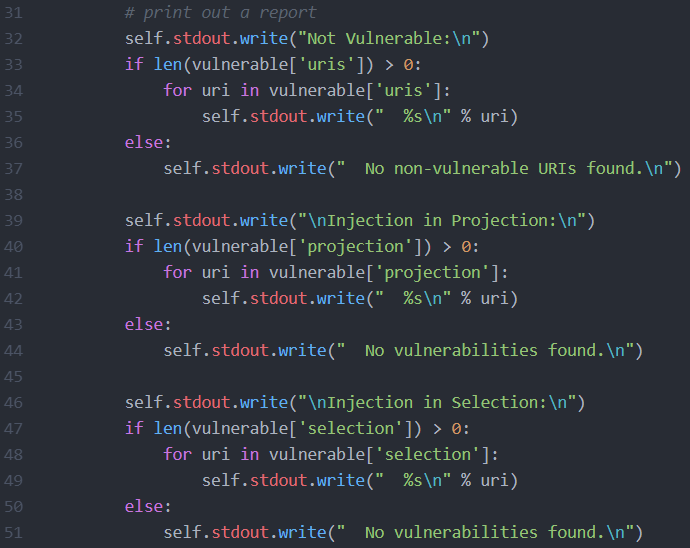 31 # print out a report
32 self.stdout.write("Not Vulnerable:\n")
33 if len(vulnerable['uris']) > 0:
34 for uri in vulnerable['uris']:
35 self.stdout.write("  %s\n" % uri)
36 else:
37 self.stdout.write("  No non-vulnerable URIs found.\n")
38
39 self.stdout.write("\nInjection in Projection:\n")
40 if len(vulnerable['projection']) > 0:
41 for uri in vulnerable['projection']:
42 self.stdout.write("  %s\n" % uri)
43 else:
44 self.stdout.write("  No vulnerabilities found.\n")
45
46 self.stdout.write("\nInjection in Selection:\n")
47 if len(vulnerable['selection']) > 0:
48 for uri in vulnerable['selection']:
49 self.stdout.write("  %s\n" % uri)
50 else:
51 self.stdout.write("  No vulnerabilities found.\n")